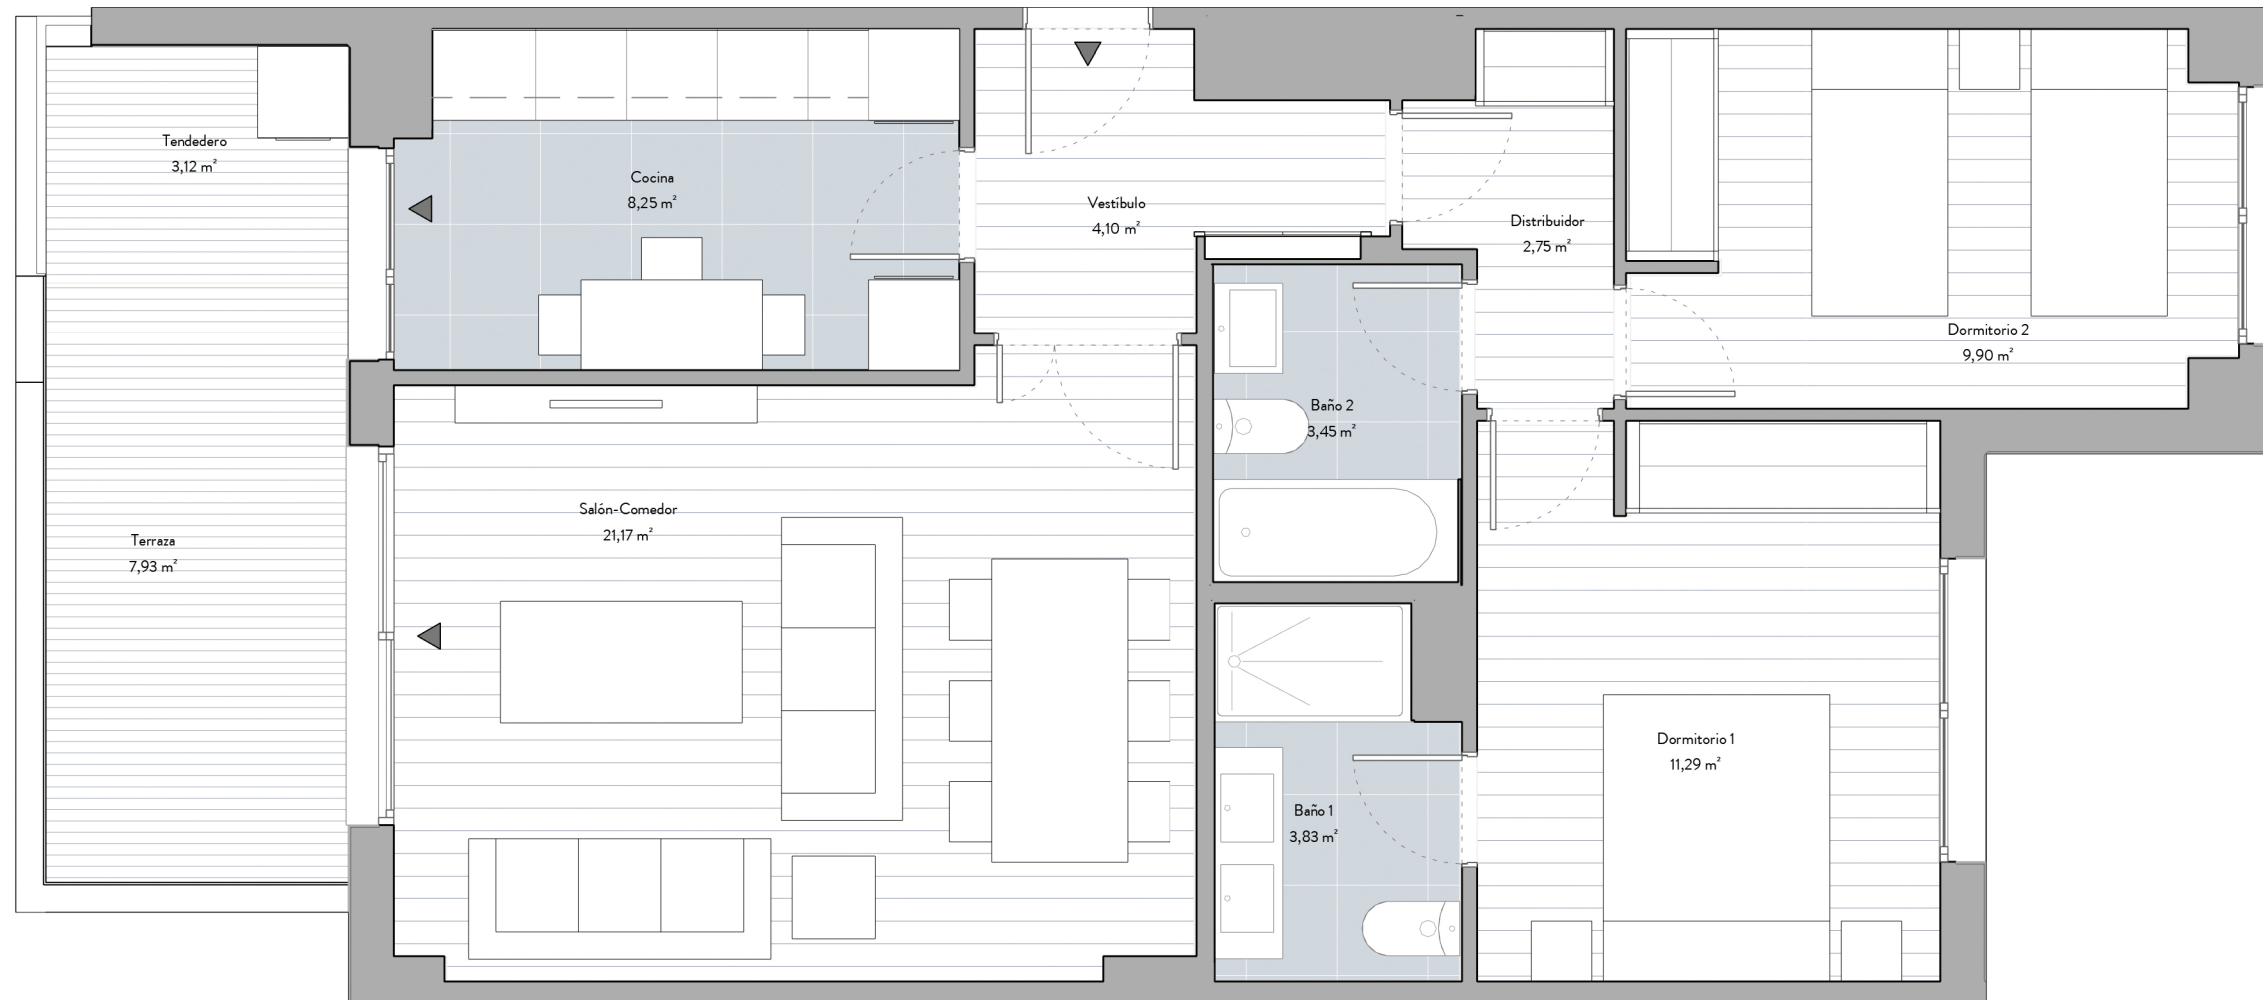 Tendedero
3,12 m²
Cocina
8,25 m²
Vestíbulo
4,10 m²
Distribuidor
2,75 m²
Dormitorio 2
9,90 m²
Baño 2
3,45 m²
Salón-Comedor
21,17 m²
Terraza
7,93 m²
Dormitorio 1
11,29 m²
Baño 1
3,83 m²